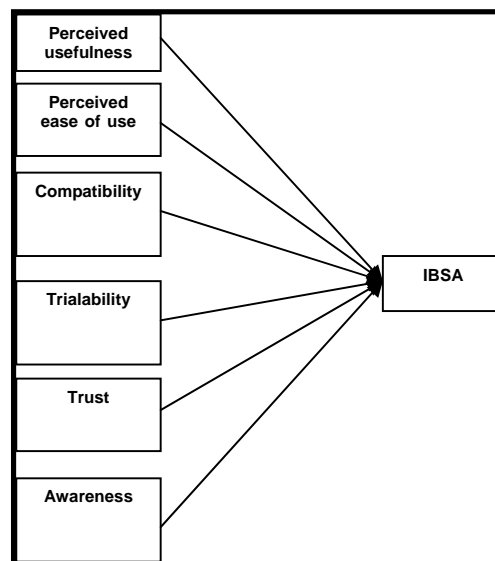 Perceived
usefulness
Perceived
ease of use
Compatibility
Trialability
Trust
Awareness
IBSA